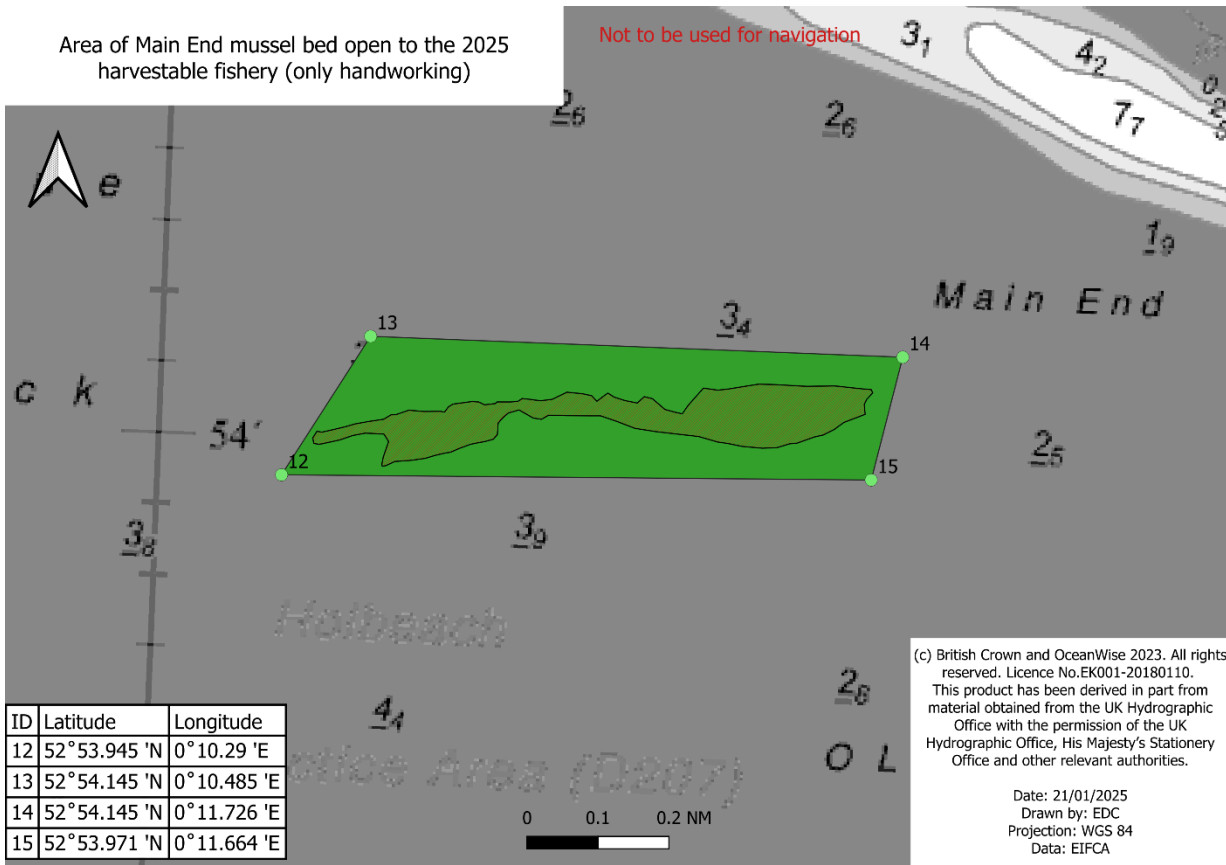 Area of Main End mussel bed open to the 2025
harvestable fishery (only handworking)
Not to be used for navigation
3₁
4₂
0₂
7₇
2₆
2₆
e
1₉
Main End
3₄
13
14
c k
54′
2₅
12
15
3₈
3₉
Holbeach
2₈
4₄
O L
ctice Area (D207)
ID Latitude Longitude
12 52°53.945 'N 0°10.29 'E
13 52°54.145 'N 0°10.485 'E
14 52°54.145 'N 0°11.726 'E
15 52°53.971 'N 0°11.664 'E
0 0.1 0.2 NM
(c) British Crown and OceanWise 2023. All rights
reserved. Licence No.EK001-20180110.
This product has been derived in part from
material obtained from the UK Hydrographic
Office with the permission of the UK
Hydrographic Office, His Majesty's Stationery
Office and other relevant authorities.
Date: 21/01/2025
Drawn by: EDC
Projection: WGS 84
Data: EIFCA